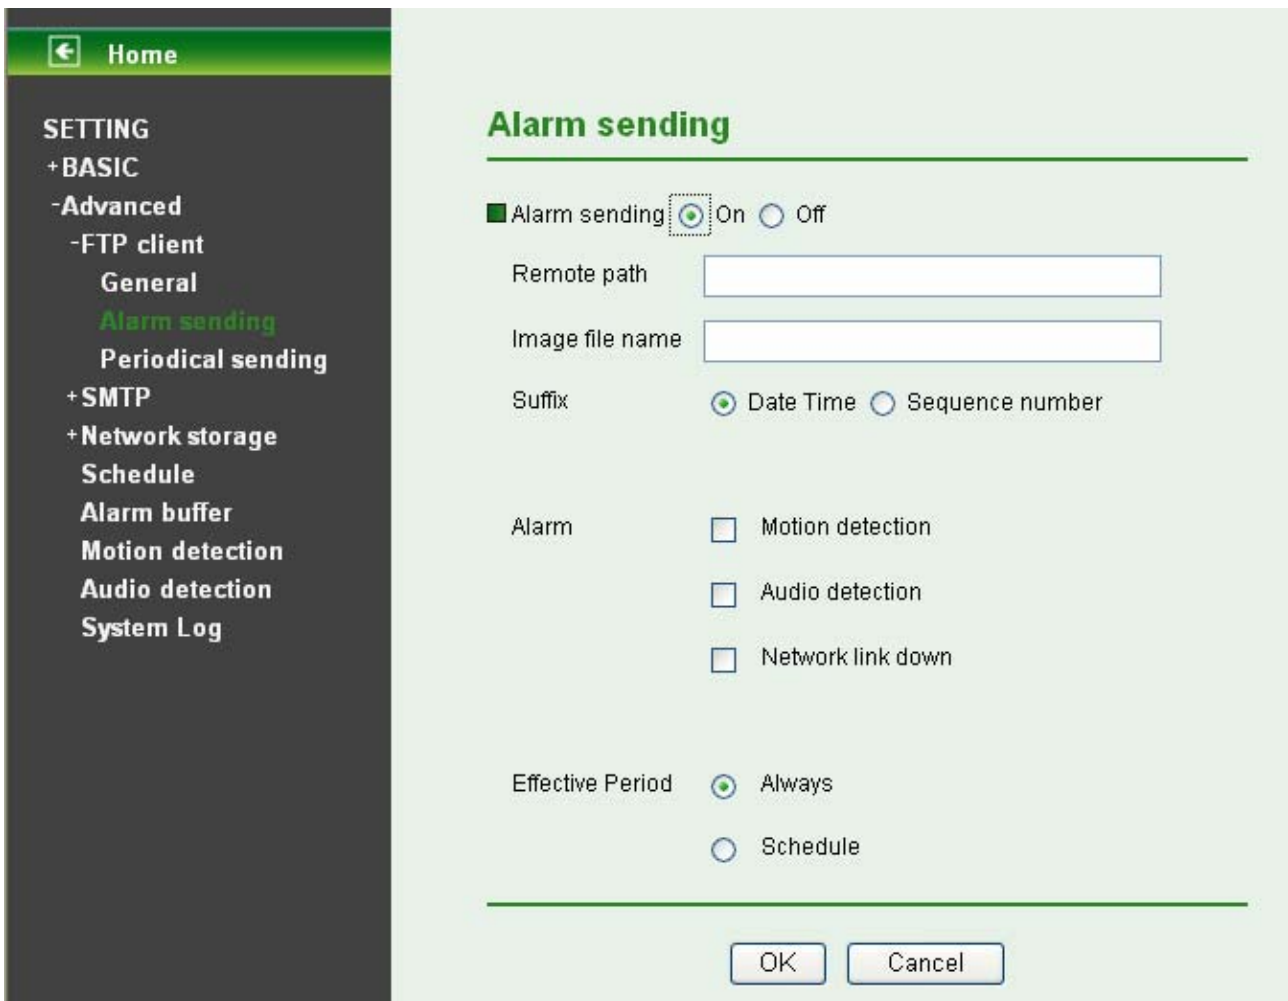 Home
SETTING
+BASIC
-Advanced
-FTP client
General
Alarm sending
Periodical sending
+SMTP
+Network storage
Schedule
Alarm buffer
Motion detection
Audio detection
System Log
Alarm sending
Alarm sending On Off
Remote path
Image file name
Suffix Date Time Sequence number
Alarm Motion detection
Audio detection
Network link down
Effective Period Always
Schedule
OK Cancel